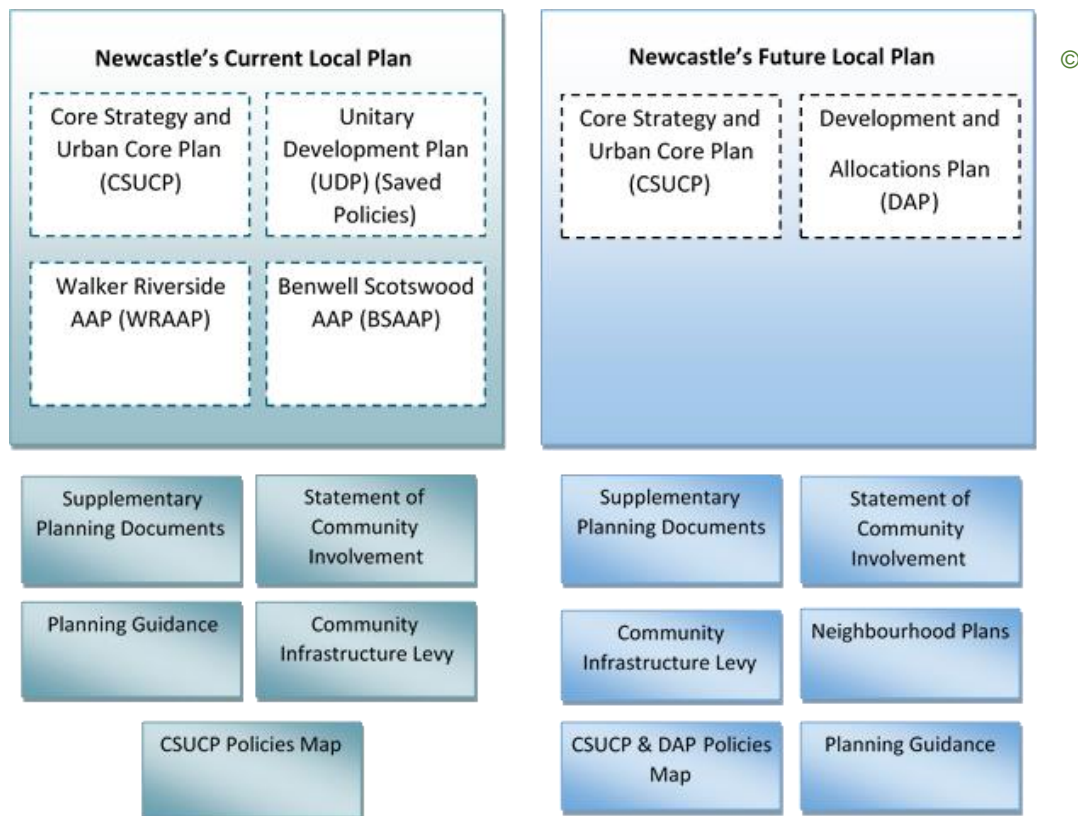 Newcastle's Current Local Plan
Core Strategy and
Urban Core Plan
(CSUCP)
Unitary
Development Plan
(UDP) (Saved
Policies)
Walker Riverside
AAP (WRAAP)
Benwell Scotswood
AAP (BSAAP)
Supplementary
Planning Documents
Statement of
Community
Involvement
Planning Guidance
Community
Infrastructure Levy
CSUCP Policies Map
Newcastle's Future Local Plan
Core Strategy and
Urban Core Plan
(CSUCP)
Development and
Allocations Plan
(DAP)
Supplementary
Planning Documents
Statement of
Community
Involvement
Community
Infrastructure Levy
Neighbourhood Plans
CSUCP & DAP Policies
Map
Planning Guidance
©